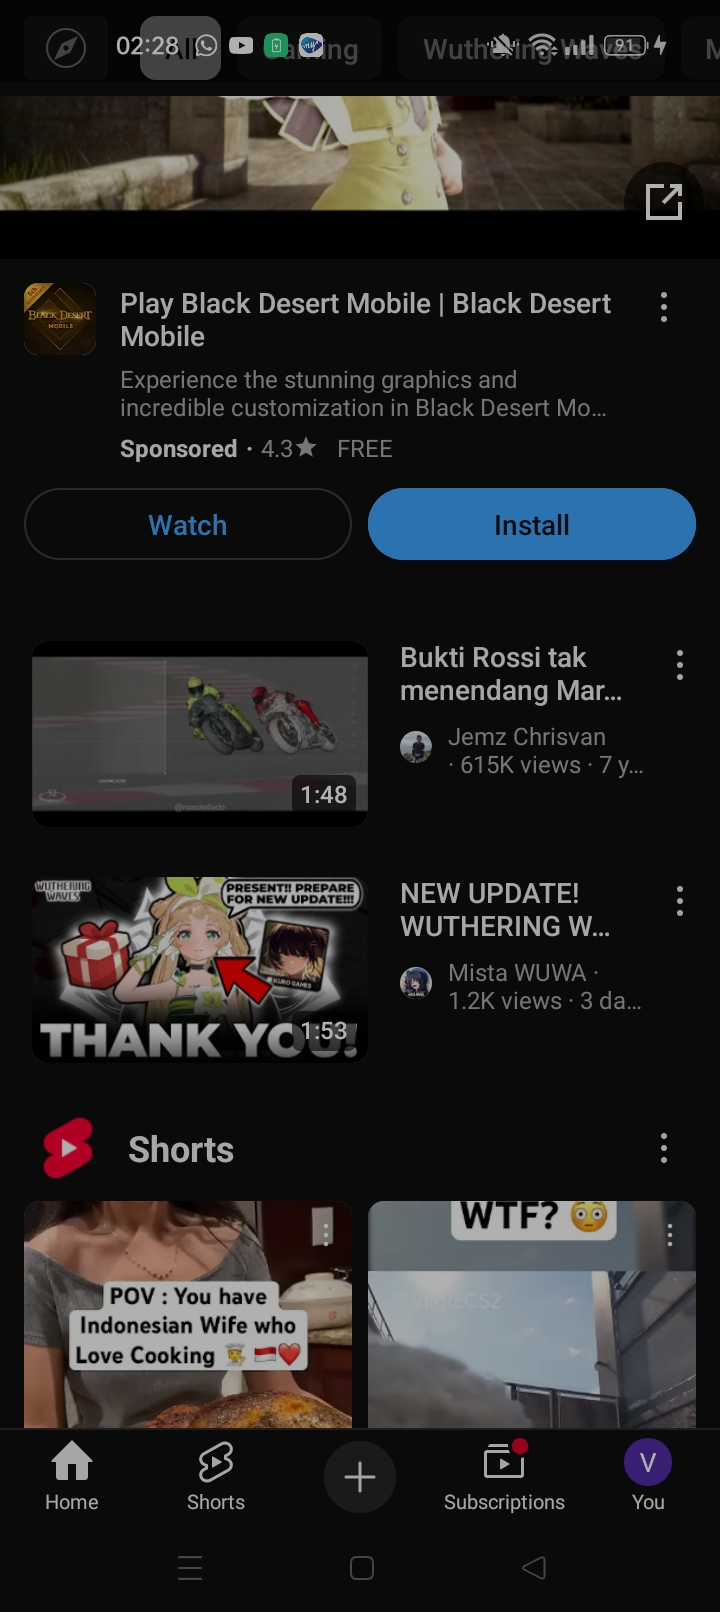 02:28
91
All
Gaming
Wuthering Waves
BLACK DESERT
MOBILE
Play Black Desert Mobile | Black Desert
Mobile
Experience the stunning graphics and
incredible customization in Black Desert Mo…
Sponsored · 4.3★ FREE
Watch
Install
1:48
Bukti Rossi tak
menendang Mar...
Jemz Chrisvan
· 615K views · 7 y...
WUTHERING
WAVES
PRESENT!! PREPARE
FOR NEW UPDATE!!!
KURO GAMES
THANK YOU!
1:53
NEW UPDATE!
WUTHERING W...
Mista WUWA ·
1.2K views · 3 da...
Shorts
POV : You have
Indonesian Wife who
Love Cooking 👨‍🍳 🇮🇩❤️
WTF? 😳
Home
Shorts
Subscriptions
V
You